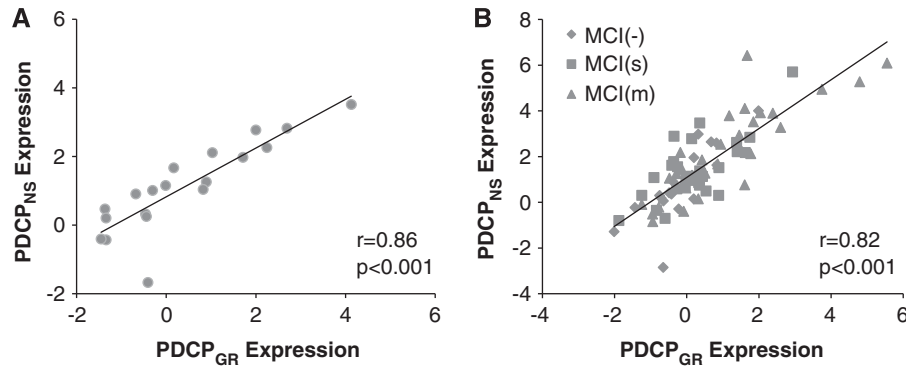 A
6
4
2
0
-2
-2 0 2 4 6
PDCP_NS Expression
PDCP_GR Expression
r=0.86
p<0.001
B
8
6
4
2
0
-2
-4
-4 -2 0 2 4 6
PDCP_NS Expression
PDCP_GR Expression
MCI(-)
MCI(s)
MCI(m)
r=0.82
p<0.001